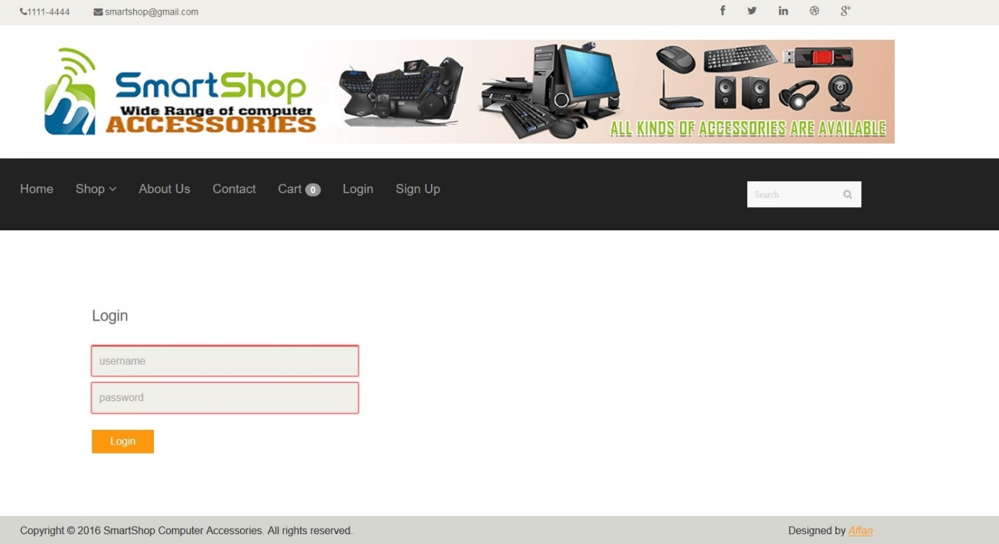 1111-4444 smartshop@gmail.com
SmartShop
Wide Range of computer
ACCESSORIES
ALL KINDS OF ACCESSORIES ARE AVAILABLE
Home Shop About Us Contact Cart 0 Login Sign Up Search
Login
username
password
Login
Copyright © 2016 SmartShop Computer Accessories. All rights reserved. Designed by Affan